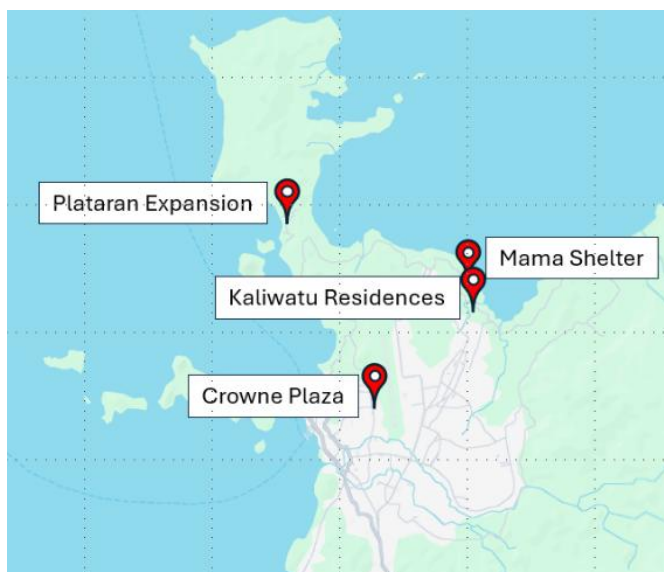 Plataran Expansion
Mama Shelter
Kaliwatu Residences
Crowne Plaza